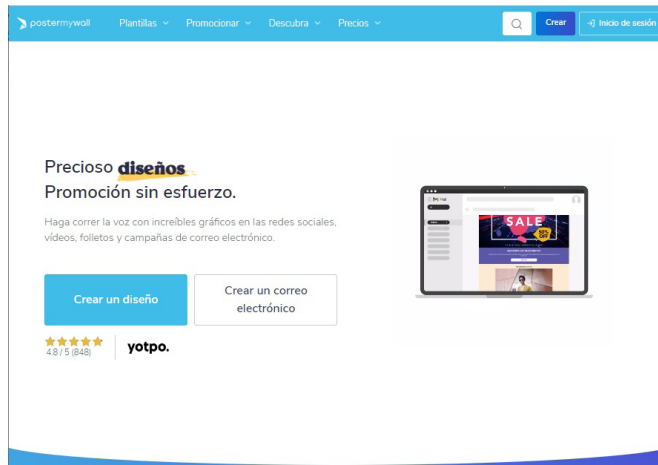 postermywall Plantillas Promocionar Descubra Precios Crear Inicio de sesión
Precioso diseños
Promoción sin esfuerzo.
Haga correr la voz con increíbles gráficos en las redes sociales,
vídeos, folletos y campañas de correo electrónico.
Crear un diseño
Crear un correo
electrónico
4.8 / 5 (848)
yotpo.
SALE
50%
OFF